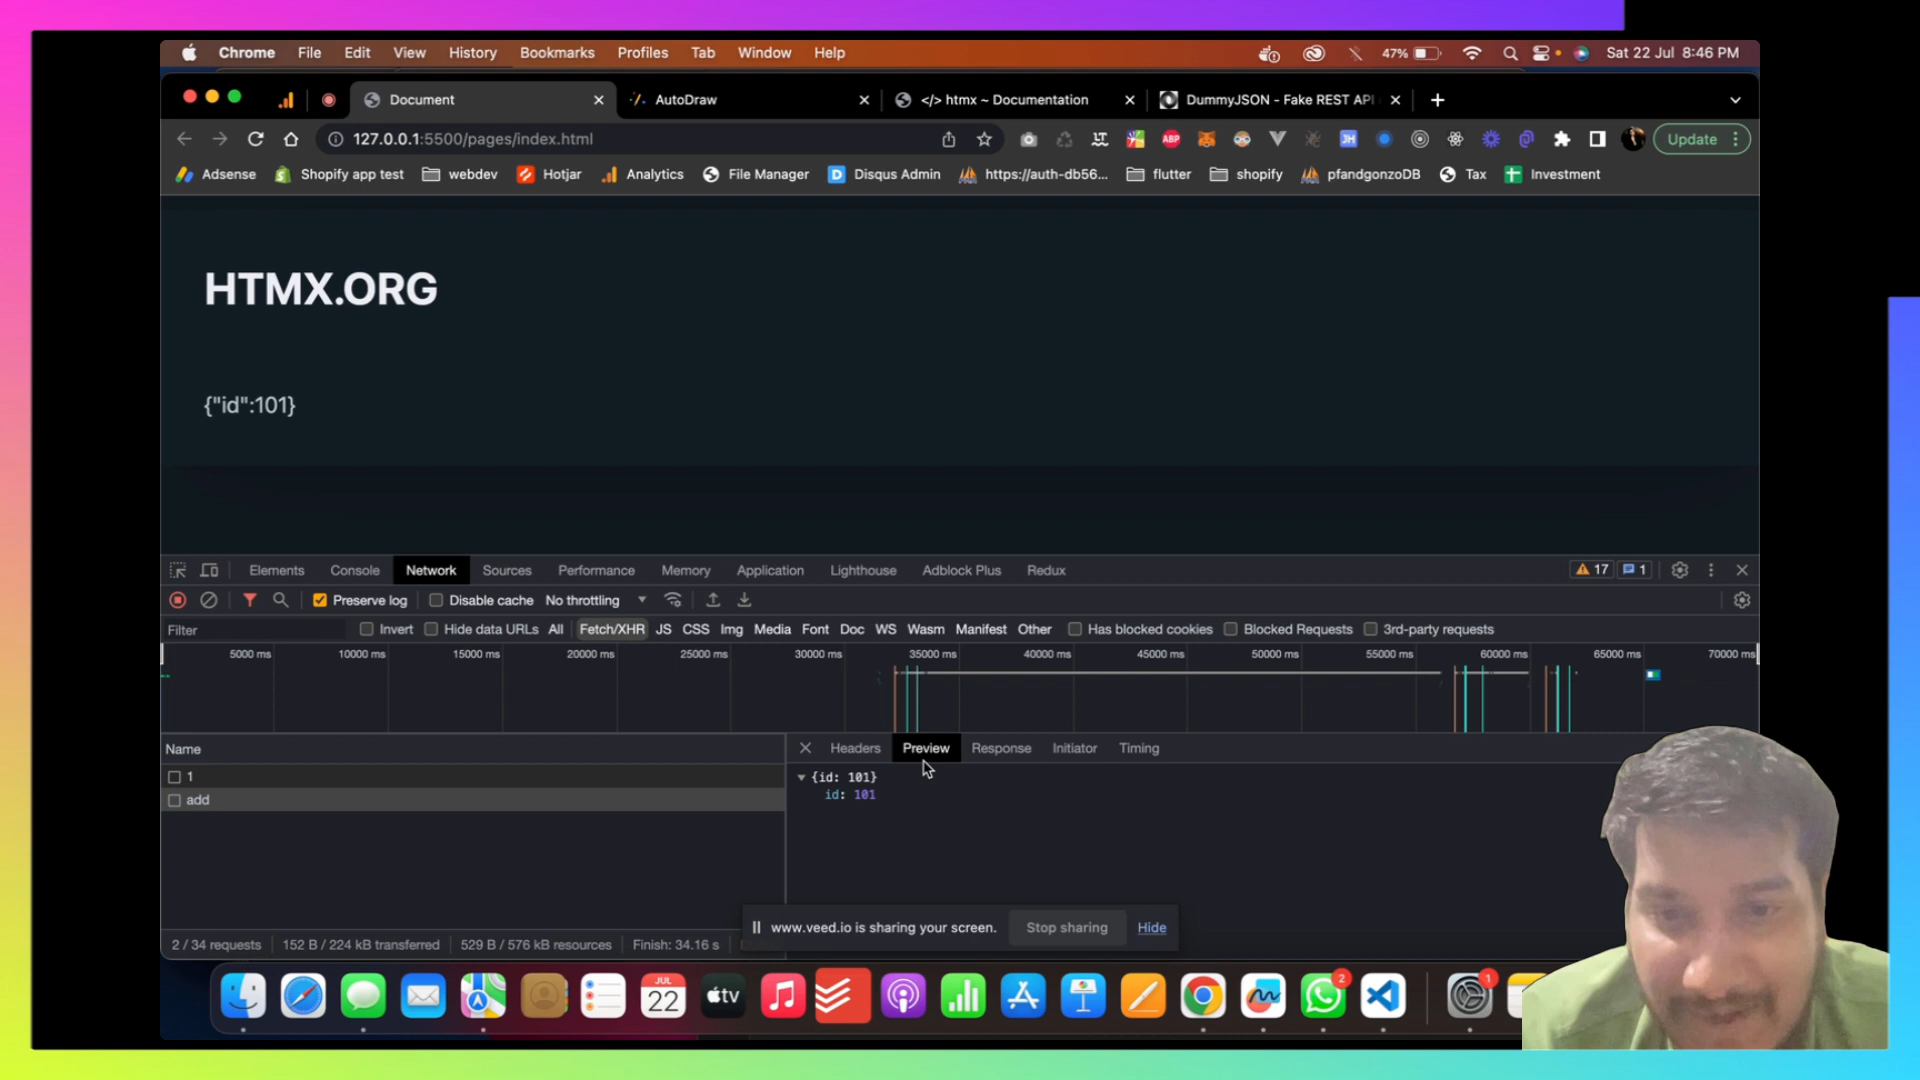 Chrome File Edit View History Bookmarks Profiles Tab Window Help 47% Sat 22 Jul 8:46 PM
Document AutoDraw </> htmx ~ Documentation DummyJSON - Fake REST API
127.0.0.1:5500/pages/index.html ABP JH Update
Adsense Shopify app test webdev Hotjar Analytics File Manager D Disqus Admin https://auth-db56... flutter shopify pfandgonzoDB Tax Investment
HTMX.ORG
{"id":101}
Elements Console Network Sources Performance Memory Application Lighthouse Adblock Plus Redux 17 1
Preserve log Disable cache No throttling
Filter Invert Hide data URLs All Fetch/XHR JS CSS Img Media Font Doc WS Wasm Manifest Other Has blocked cookies Blocked Requests 3rd-party requests
5000 ms 10000 ms 15000 ms 20000 ms 25000 ms 30000 ms 35000 ms 40000 ms 45000 ms 50000 ms 55000 ms 60000 ms 65000 ms 70000 ms
Name Headers Preview Response Initiator Timing
1 {id: 101}
id: 101
add
www.veed.io is sharing your screen. Stop sharing Hide
2 / 34 requests 152 B / 224 kB transferred 529 B / 576 kB resources Finish: 34.16 s
JUL 22 tv 2 1